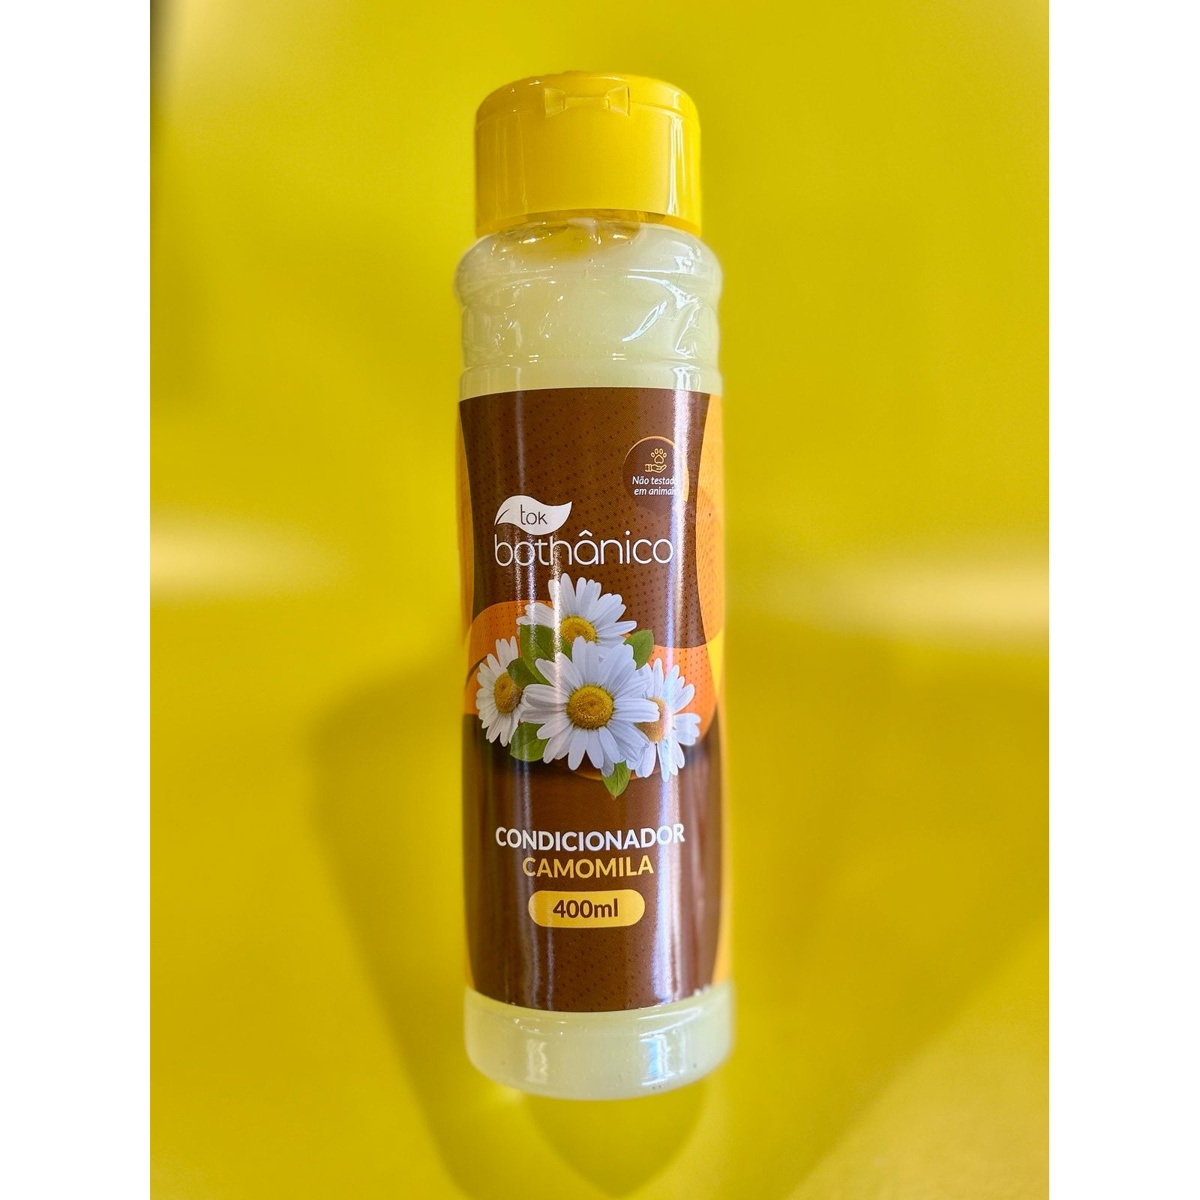 Não testado
em animais
tok
bothânico
CONDICIONADOR
CAMOMILA
400ml